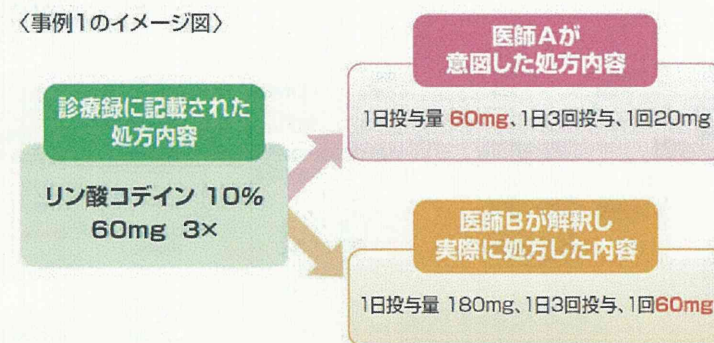 〈事例1のイメージ図〉
診療録に記載された
処方内容
リン酸コデイン 10%
60mg 3×
医師Aが
意図した処方内容
1日投与量 60mg、1日3回投与、1回20mg
医師Bが解釈し
実際に処方した内容
1日投与量 180mg、1日3回投与、1回60mg